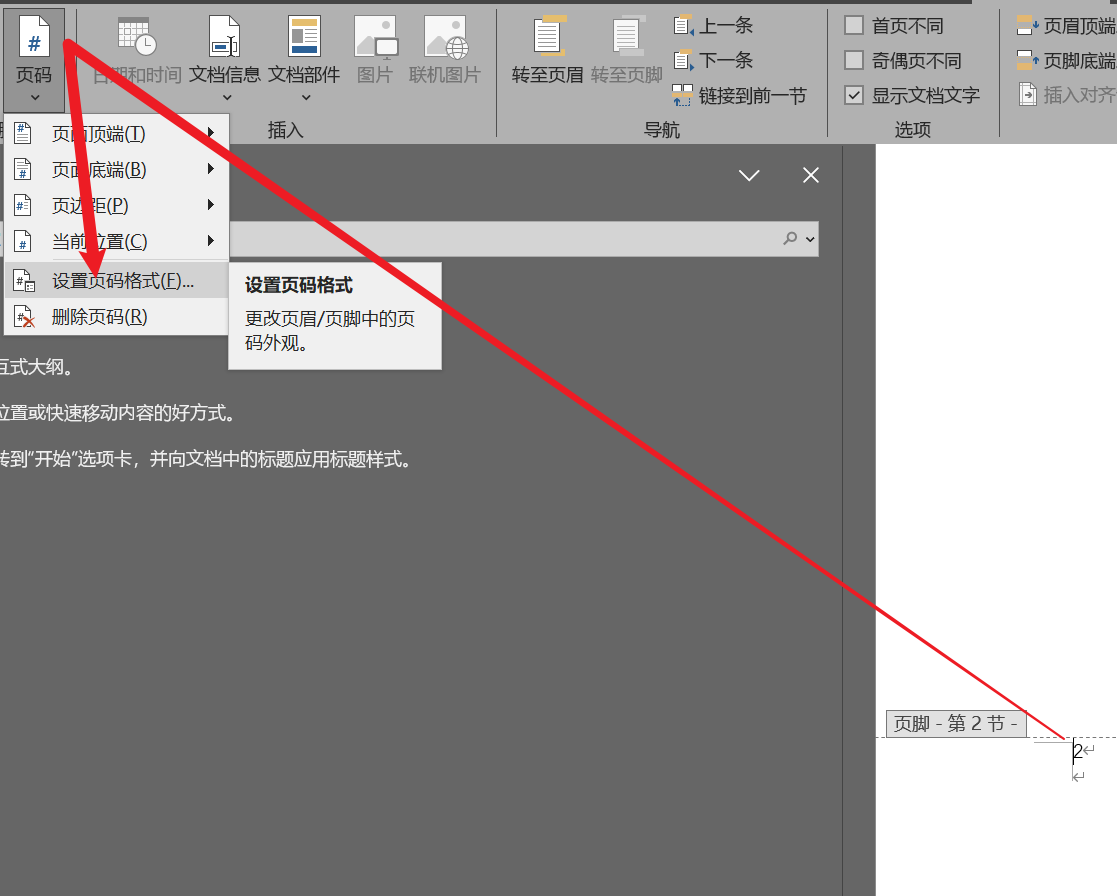 页码
日期和时间
文档信息
文档部件
图片
联机图片
插入
转至页眉
转至页脚
上一条
下一条
链接到前一节
导航
首页不同
奇偶页不同
显示文档文字
选项
页眉顶端
页脚底端
插入对齐
页面顶端(T)
页面底端(B)
页边距(P)
当前位置(C)
设置页码格式(F)...
删除页码(R)
设置页码格式
更改页眉/页脚中的页
码外观。
互式大纲。
位置或快速移动内容的好方式。
转到"开始"选项卡，并向文档中的标题应用标题样式。
页脚 - 第 2 节 -
2